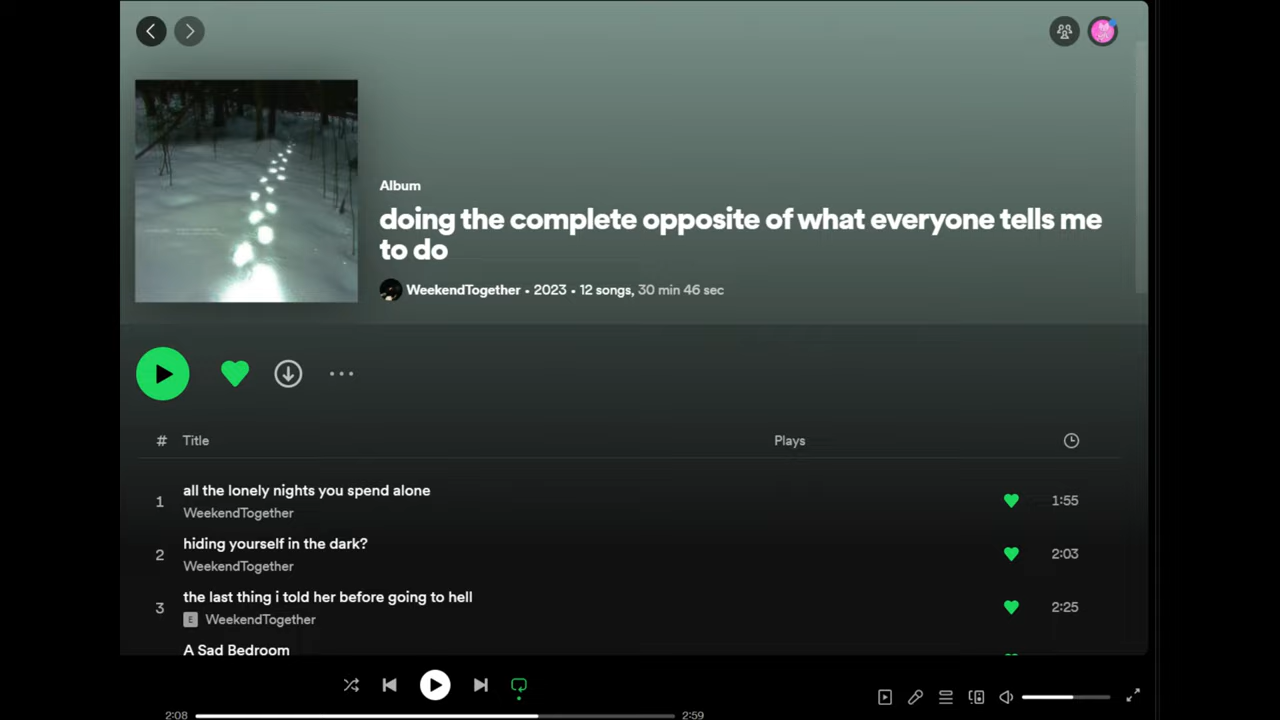 Album
doing the complete opposite of what everyone tells me
to do
WeekendTogether • 2023 • 12 songs, 30 min 46 sec
# Title Plays
1 all the lonely nights you spend alone 1:55
WeekendTogether
2 hiding yourself in the dark? 2:03
WeekendTogether
3 the last thing i told her before going to hell 2:25
E WeekendTogether
A Sad Bedroom
2:08 2:59